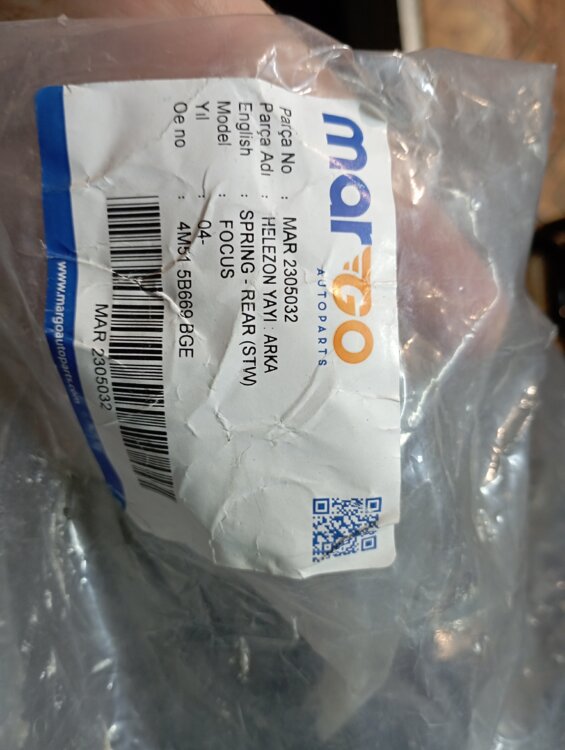 marGO
AUTOPARTS
Parça No : MAR 2305032
Parça Adı : HELEZON YAYI : ARKA
English : SPRING - REAR (STW)
Model : FOCUS
Yıl : 04-
Oe no : 4M51 5B669 BGE
MAR 2305032
www.margoautoparts.com